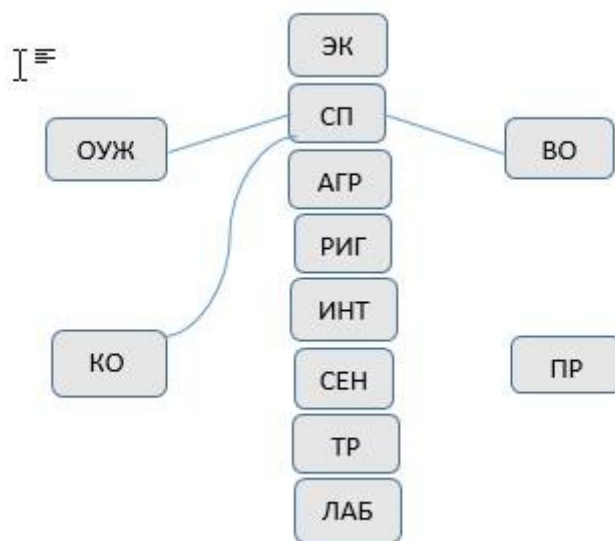 ЭК
СП
ОУЖ
ВО
АГР
РИГ
ИНТ
КО
ПР
СЕН
ТР
ЛАБ